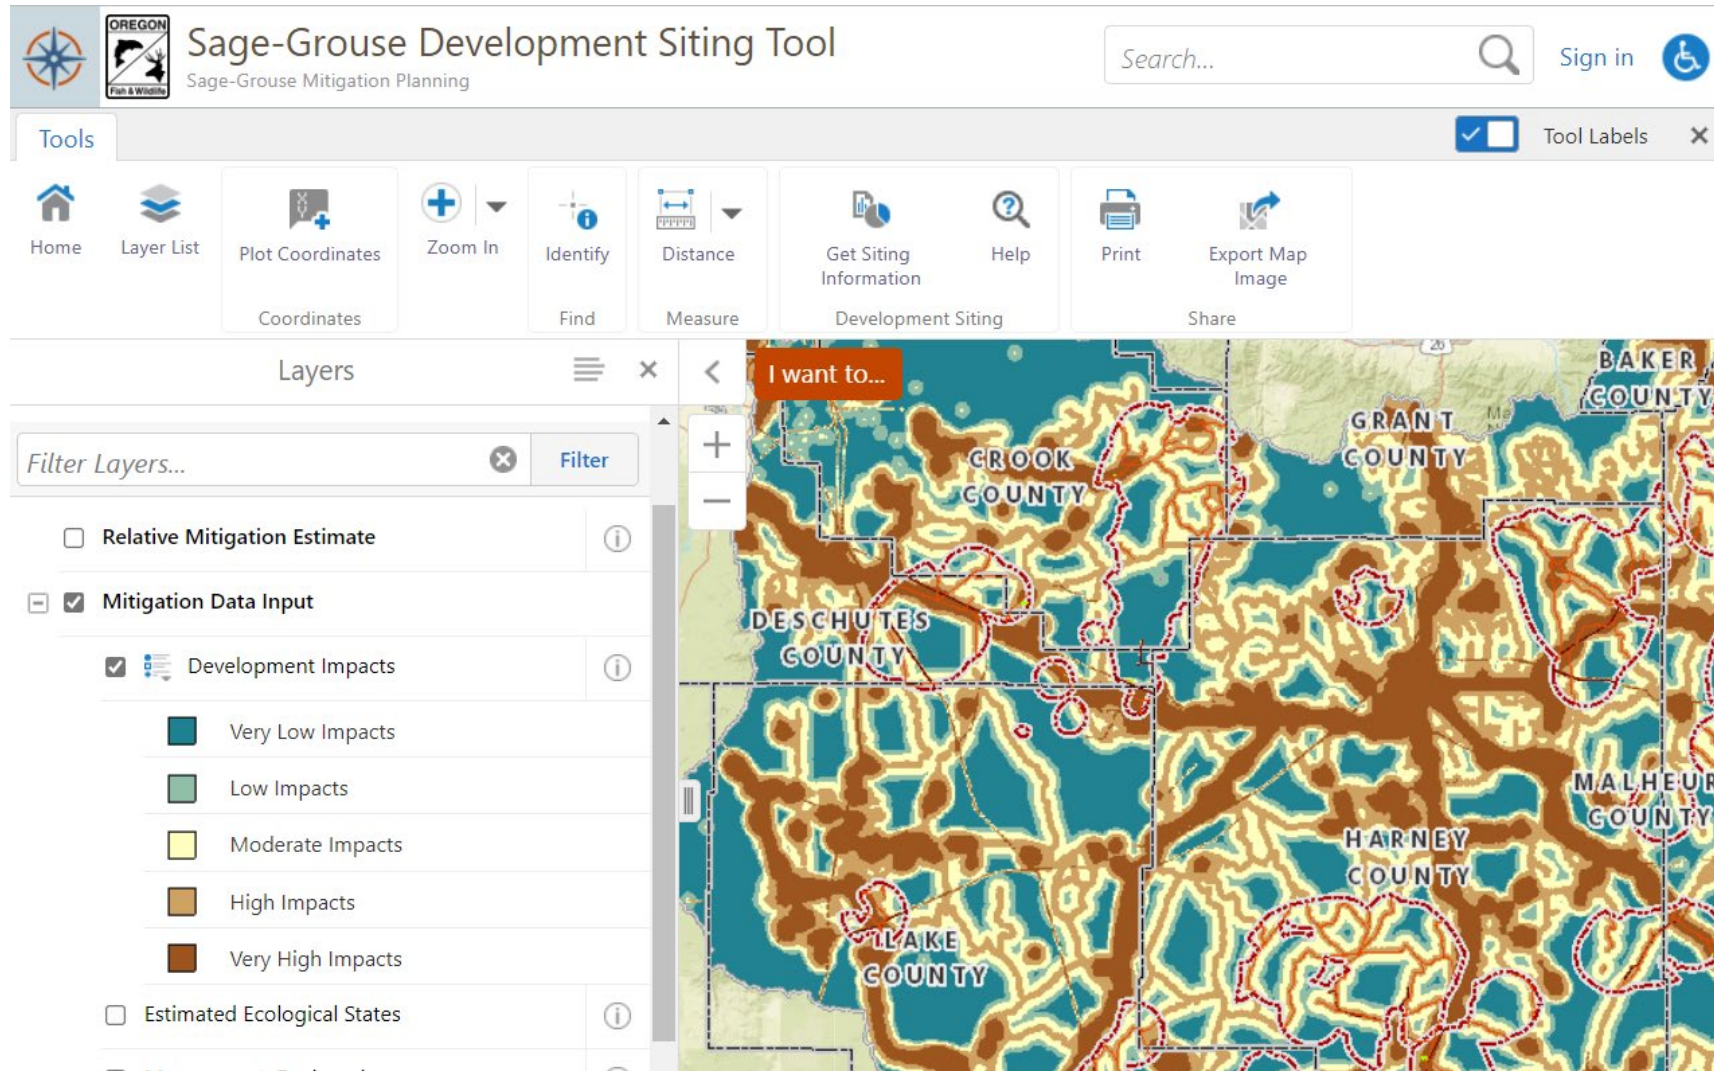 OREGON
Fish & Wildlife
Sage-Grouse Development Siting Tool
Sage-Grouse Mitigation Planning
Search...
Sign in
Tools
Tool Labels
Home
Layer List
Plot Coordinates
Zoom In
Identify
Distance
Get Siting
Information
Help
Print
Export Map
Image
Coordinates
Find
Measure
Development Siting
Share
Layers
I want to...
Filter Layers...
Filter
Relative Mitigation Estimate
Mitigation Data Input
Development Impacts
Very Low Impacts
Low Impacts
Moderate Impacts
High Impacts
Very High Impacts
Estimated Ecological States
20
BAKER
COUNTY
GRANT
COUNTY
CROOK
COUNTY
DESCHUTES
COUNTY
MALHEUR
COUNTY
HARNEY
COUNTY
LAKE
COUNTY